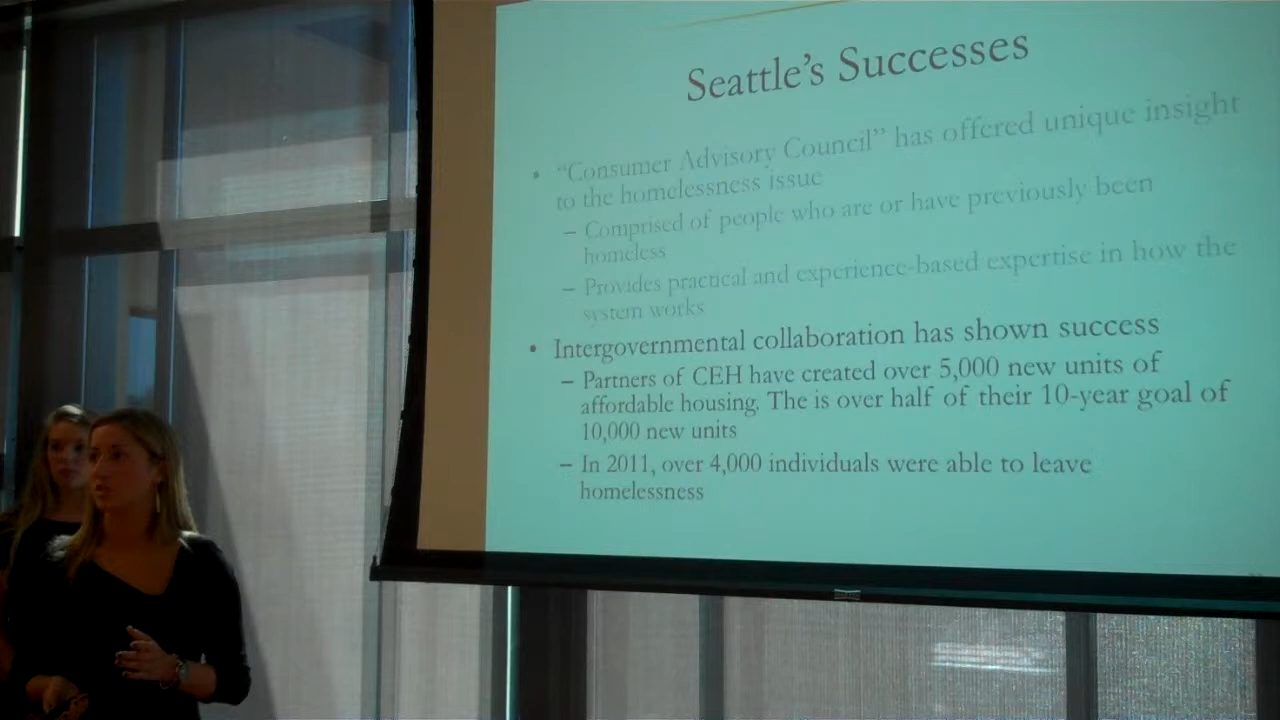 Seattle's Successes
• “Consumer Advisory Council” has offered unique insight
to the homelessness issue
– Comprised of people who are or have previously been
homeless
– Provides practical and experience-based expertise in how the
system works
• Intergovernmental collaboration has shown success
– Partners of CEH have created over 5,000 new units of
affordable housing. The is over half of their 10-year goal of
10,000 new units
– In 2011, over 4,000 individuals were able to leave
homelessness